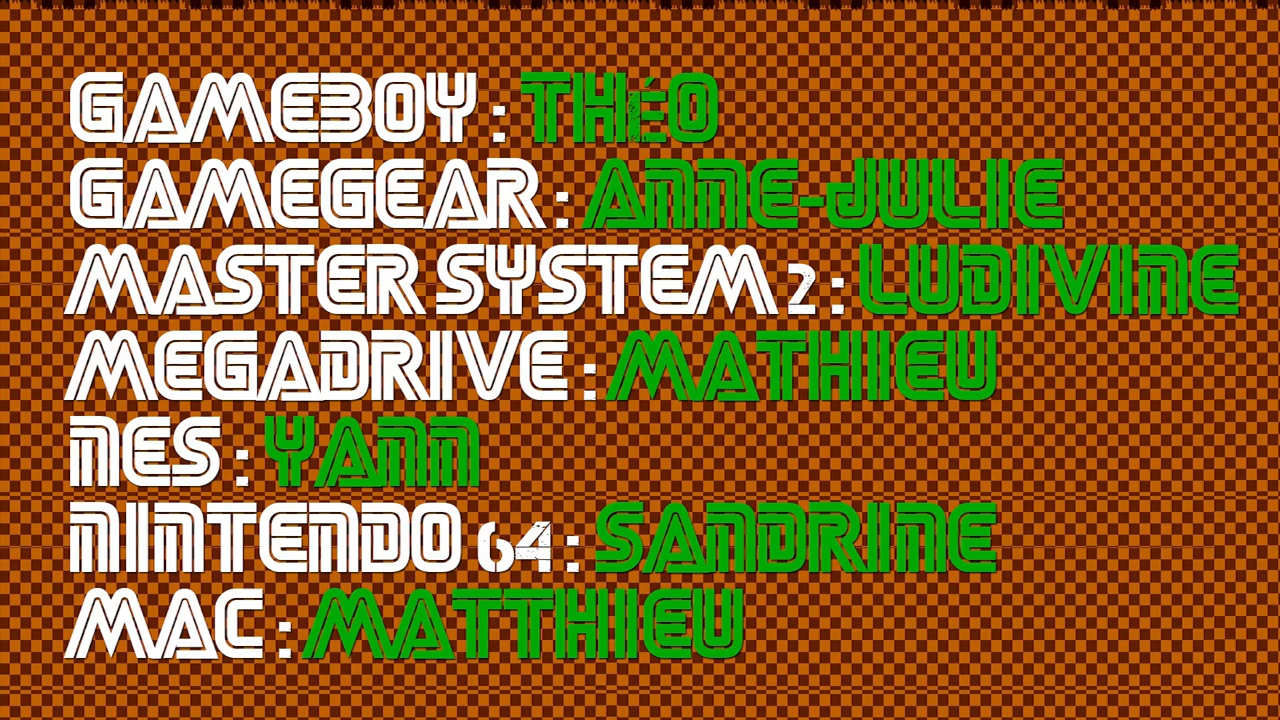 GAMEBOY : THÉO
GAMEGEAR : ANNE-JULIE
MASTER SYSTEM 2 : LUDIVINE
MEGADRIVE : MATHIEU
NES : YANN
NINTENDO 64 : SANDRINE
MAC : MATTHIEU